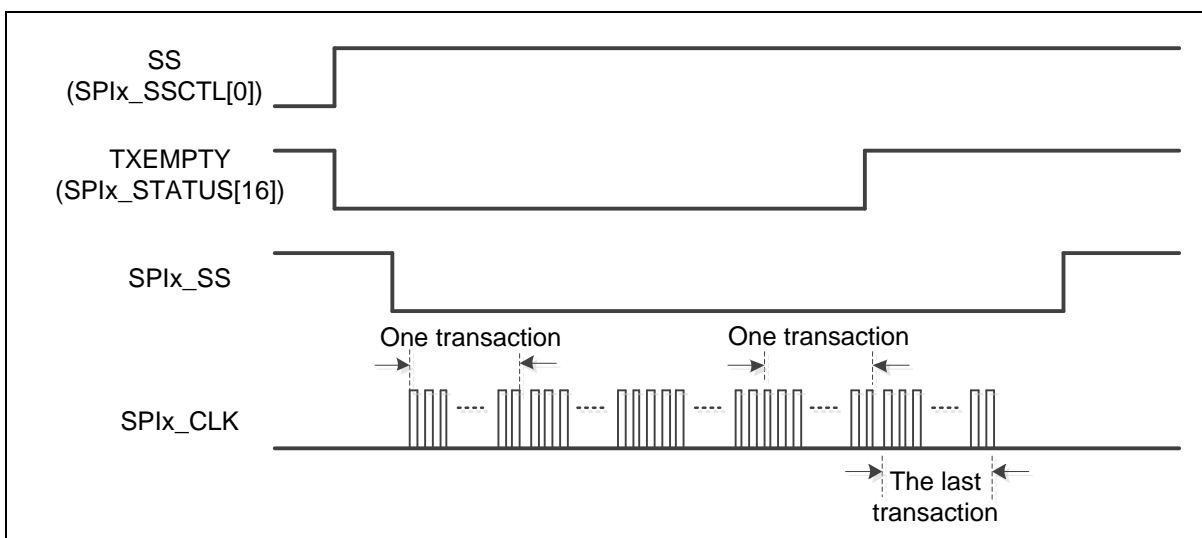 SS
(SPIx_SSCTL[0])
TXEMPTY
(SPIx_STATUS[16])
SPIx_SS
One transaction
One transaction
SPIx_CLK
The last
transaction